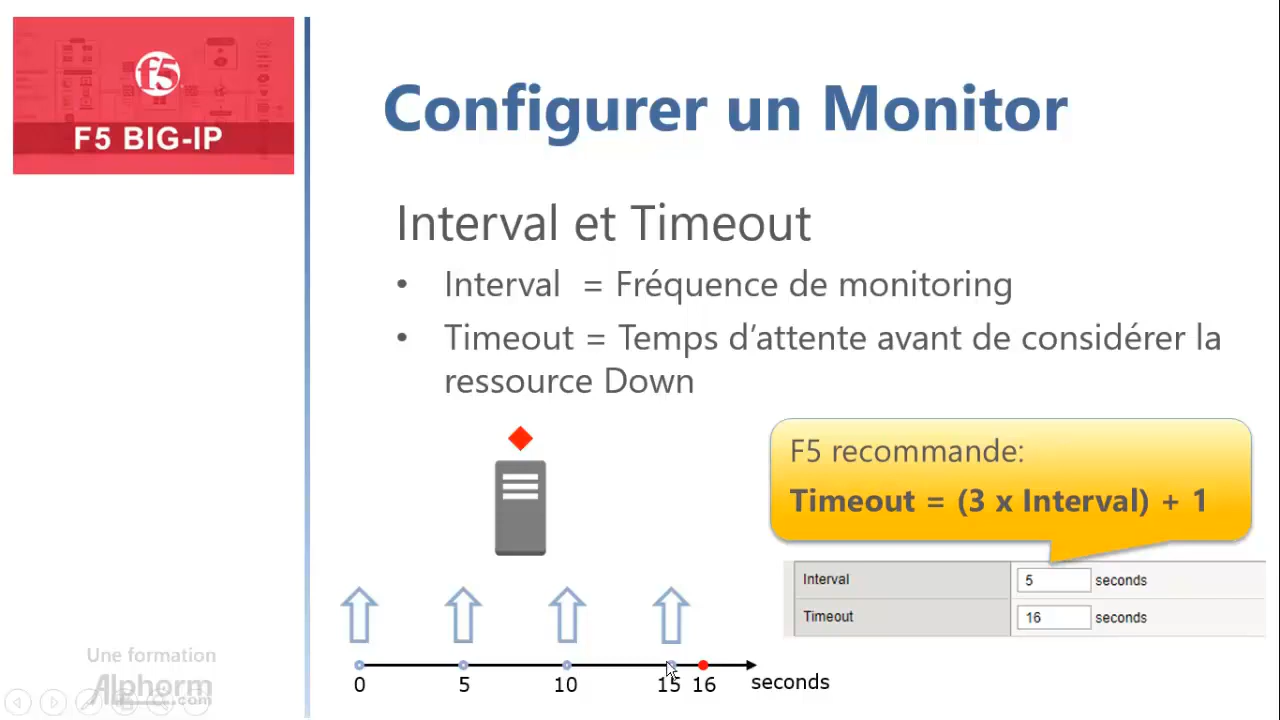 f5
F5 BIG-IP
Configurer un Monitor
Interval et Timeout
• Interval = Fréquence de monitoring
• Timeout = Temps d’attente avant de considérer la
ressource Down
F5 recommande:
Timeout = (3 x Interval) + 1
Interval 5 seconds
Timeout 16 seconds
0 5 10 15 16 seconds
Une formation
Alphorm
.com